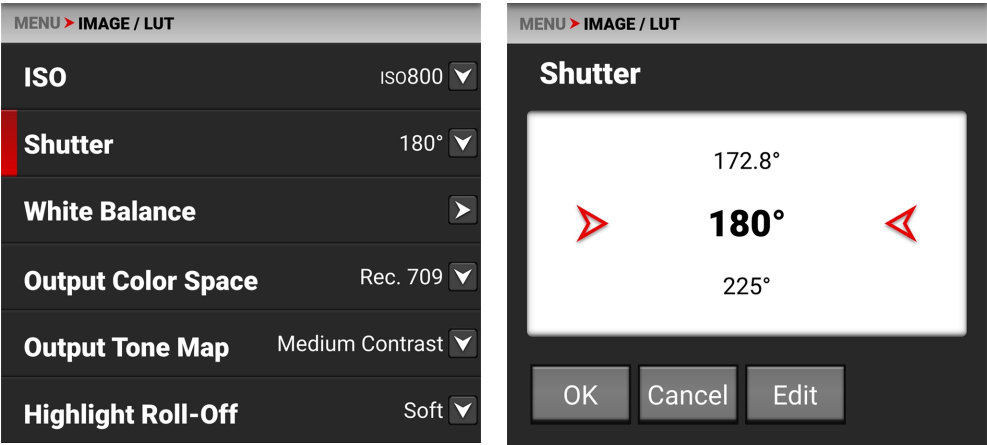 MENU IMAGE / LUT
ISO ISO800
Shutter 180°
White Balance
Output Color Space Rec. 709
Output Tone Map Medium Contrast
Highlight Roll-Off Soft
MENU IMAGE / LUT
Shutter
172.8°
180°
225°
OK Cancel Edit